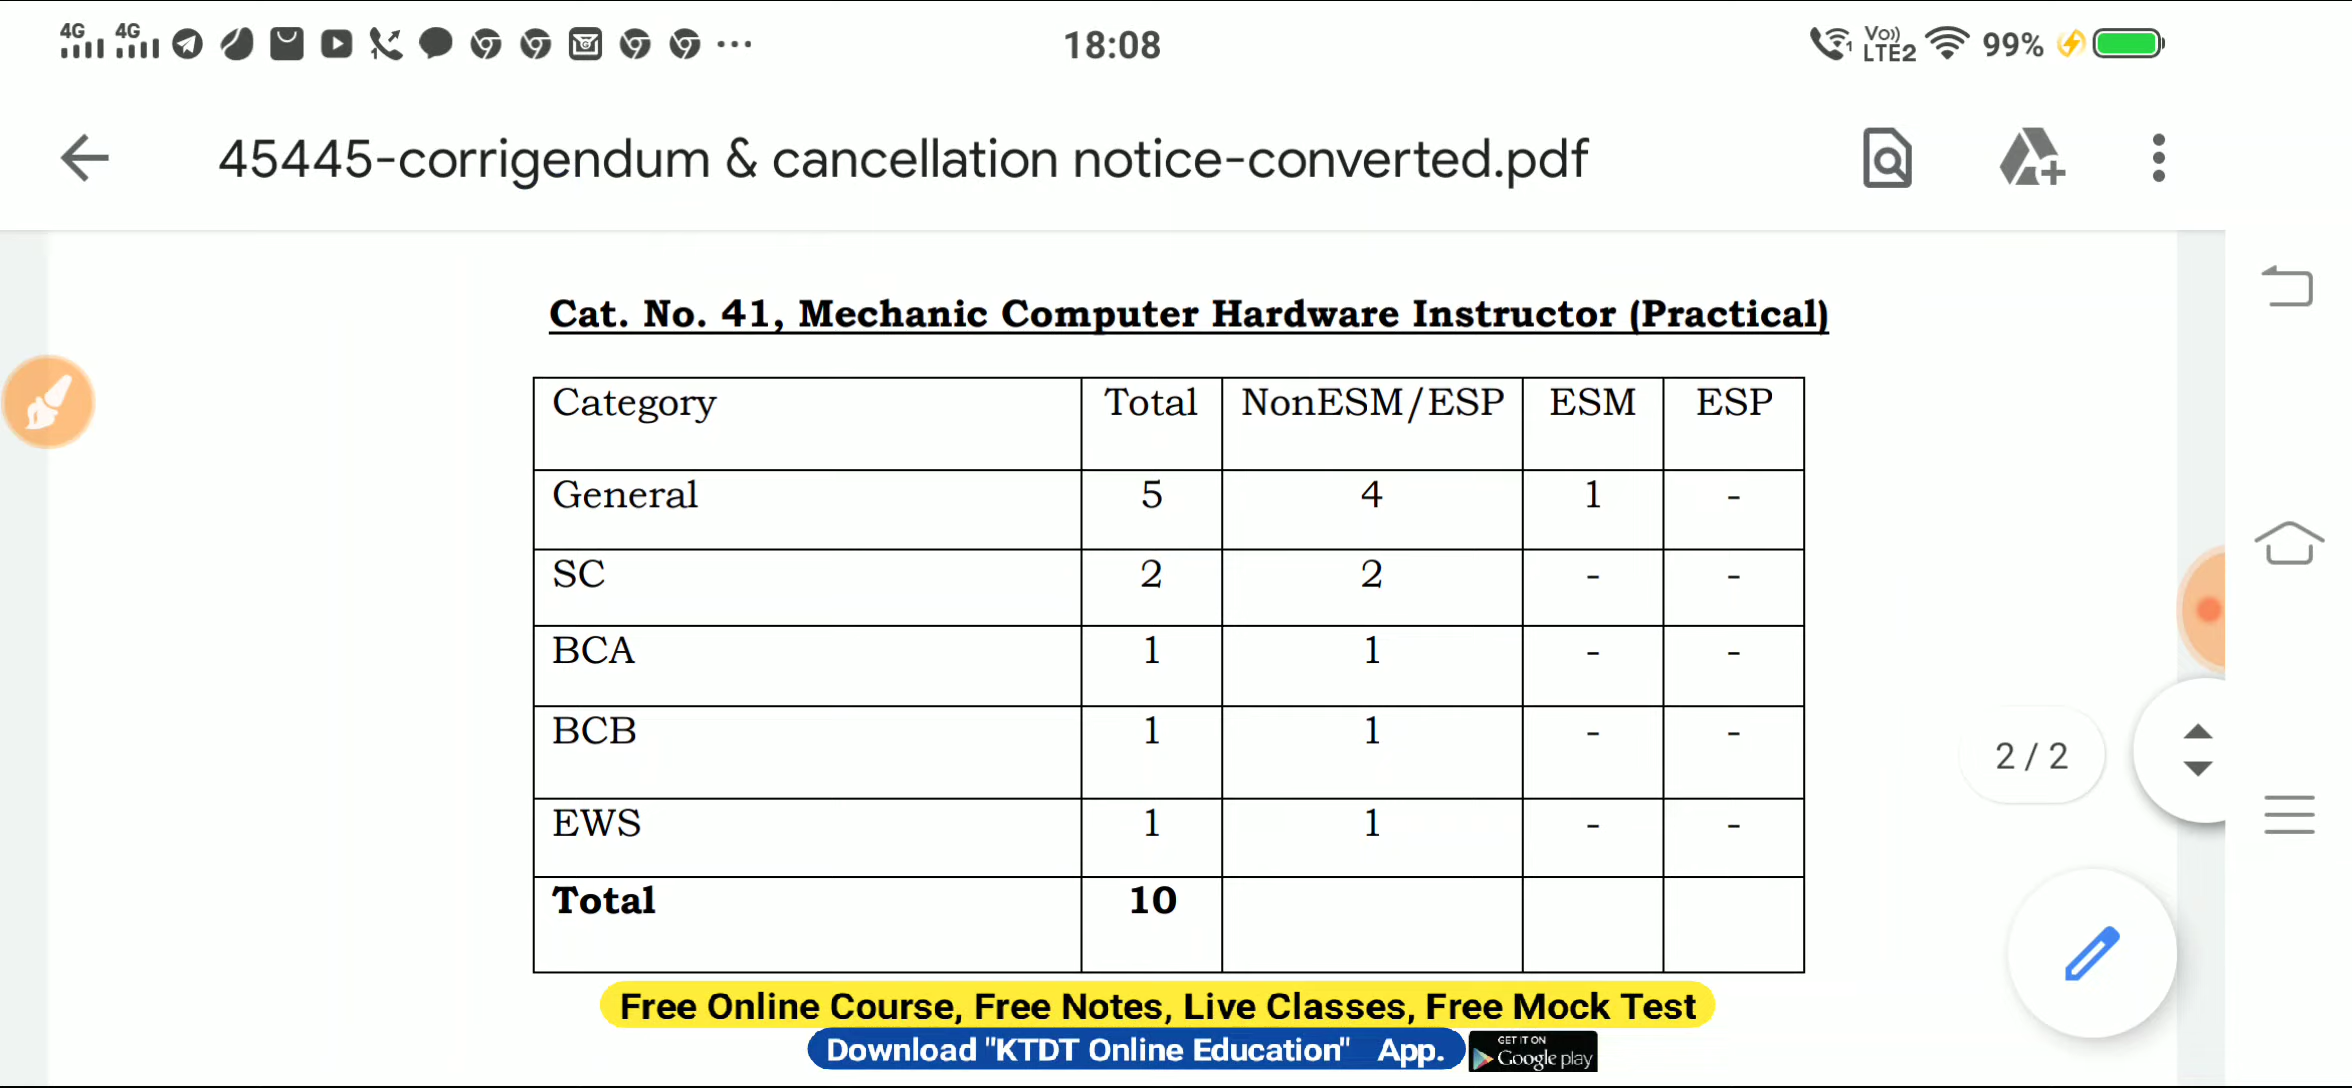 4G 4G 18:08 Vo)) LTE2 99%
45445-corrigendum & cancellation notice-converted.pdf
Cat. No. 41, Mechanic Computer Hardware Instructor (Practical)
Category Total NonESM/ESP ESM ESP
General 5 4 1 -
SC 2 2 - -
BCA 1 1 - -
BCB 1 1 - -
EWS 1 1 - -
Total 10
2 / 2
Free Online Course, Free Notes, Live Classes, Free Mock Test
Download "KTDT Online Education" App. GET IT ON Google play